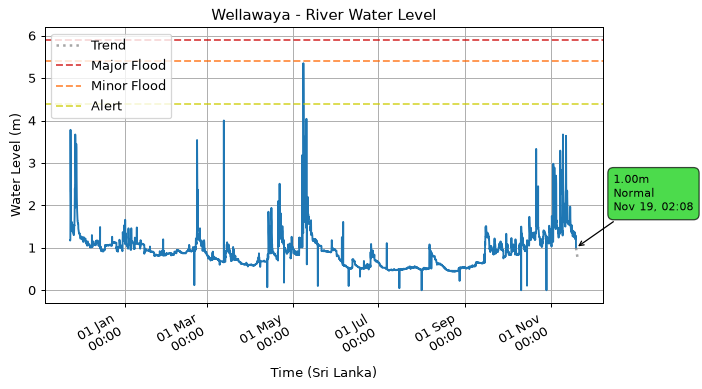 Wellawaya - River Water Level
Water Level (m)
6
5
4
3
2
1
0
Trend
Major Flood
Minor Flood
Alert
1.00m
Normal
Nov 19, 02:08
01 Jan
00:00
01 Mar
00:00
01 May
00:00
01 Jul
00:00
01 Sep
00:00
01 Nov
00:00
Time (Sri Lanka)